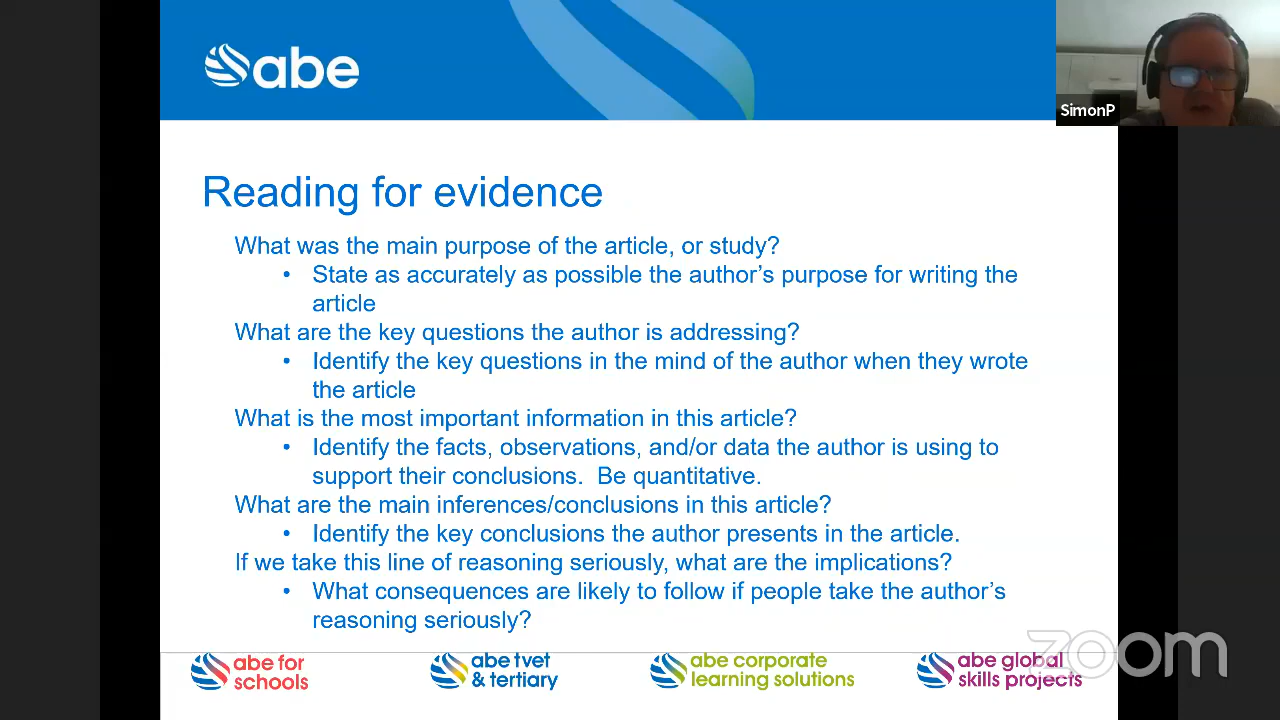 abe
SimonP
Reading for evidence
What was the main purpose of the article, or study?
• State as accurately as possible the author's purpose for writing the
article
What are the key questions the author is addressing?
• Identify the key questions in the mind of the author when they wrote
the article
What is the most important information in this article?
• Identify the facts, observations, and/or data the author is using to
support their conclusions.  Be quantitative.
What are the main inferences/conclusions in this article?
• Identify the key conclusions the author presents in the article.
If we take this line of reasoning seriously, what are the implications?
• What consequences are likely to follow if people take the author's
reasoning seriously?
abe for
schools
abe tvet
& tertiary
abe corporate
learning solutions
abe global
skills projects
zoom